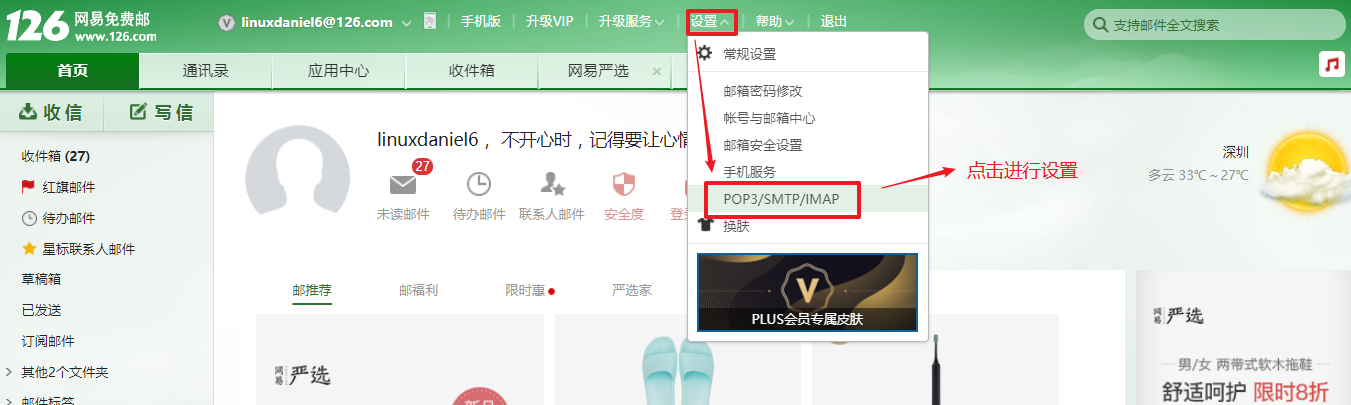 126 网易免费邮
www.126.com
linuxdaniel6@126.com
手机版
升级VIP
升级服务
设置
帮助
退出
支持邮件全文搜索
首页
通讯录
应用中心
收件箱
网易严选
收信
写信
收件箱 (27)
红旗邮件
待办邮件
星标联系人邮件
草稿箱
已发送
订阅邮件
其他2个文件夹
邮件标签
linuxdaniel6， 不开心时，记得要让心情
27
未读邮件
待办邮件
联系人邮件
安全度
常规设置
邮箱密码修改
帐号与邮箱中心
邮箱安全设置
手机服务
POP3/SMTP/IMAP
换肤
V
PLUS会员专属皮肤
点击进行设置
深圳
多云 33℃ ~ 27℃
邮推荐
邮福利
限时惠
严选家
网易严选
新品
网易严选
男/女 两带式软木拖鞋
舒适呵护 限时8折